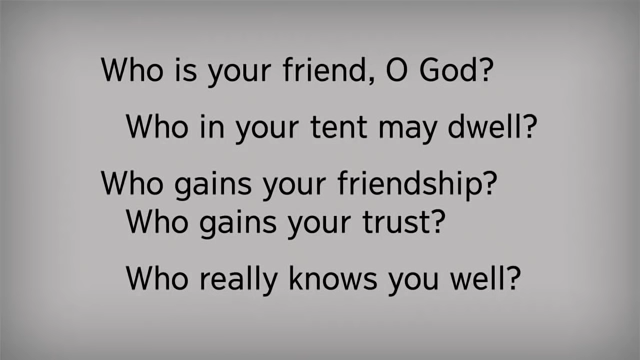 Who is your friend, O God?
Who in your tent may dwell?
Who gains your friendship?
Who gains your trust?
Who really knows you well?